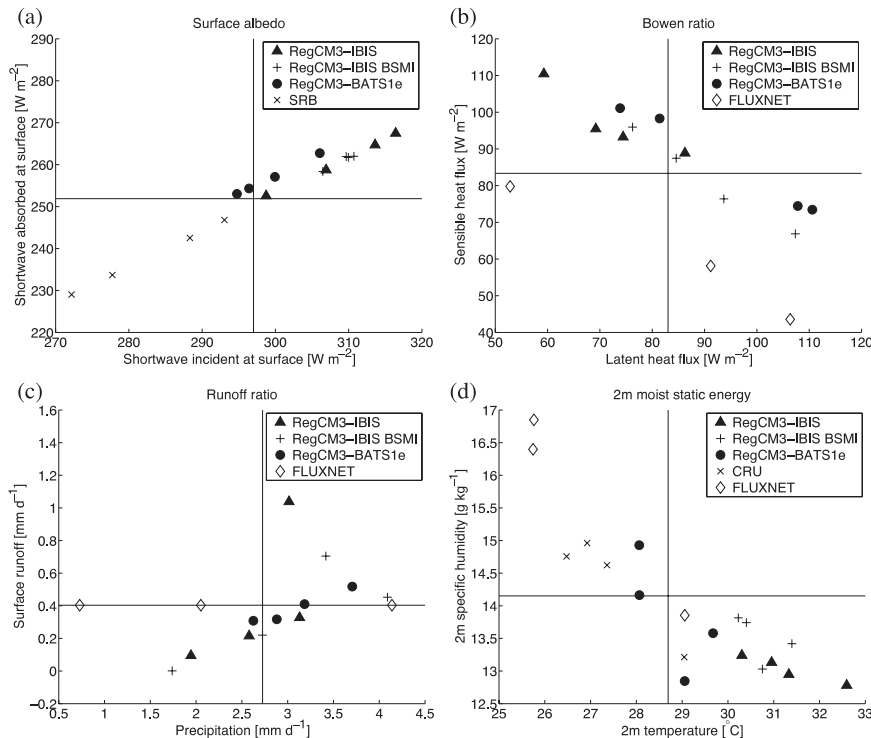 (a)
Surface albedo
290
280
270
260
250
240
230
220
270
280
290
300
310
320
Shortwave absorbed at surface [W m−2]
Shortwave incident at surface [W m−2]
RegCM3−IBIS
RegCM3−IBIS BSMI
RegCM3−BATS1e
SRB
(b)
Bowen ratio
120
110
100
90
80
70
60
50
40
50
60
70
80
90
100
110
120
Sensible heat flux [W m−2]
Latent heat flux [W m−2]
RegCM3−IBIS
RegCM3−IBIS BSMI
RegCM3−BATS1e
FLUXNET
(c)
Runoff ratio
1.6
1.4
1.2
1
0.8
0.6
0.4
0.2
0
−0.2
0.5
1
1.5
2
2.5
3
3.5
4
4.5
Surface runoff [mm d−1]
Precipitation [mm d−1]
RegCM3−IBIS
RegCM3−IBIS BSMI
RegCM3−BATS1e
FLUXNET
(d)
2m moist static energy
17
16.5
16
15.5
15
14.5
14
13.5
13
12.5
25
26
27
28
29
30
31
32
33
2m specific humidity [g kg−1]
2m temperature [°C]
RegCM3−IBIS
RegCM3−IBIS BSMI
RegCM3−BATS1e
CRU
FLUXNET